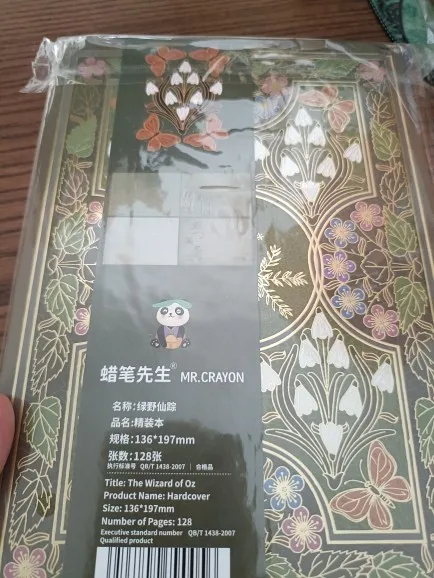 蜡笔先生® MR.CRAYON
名称:绿野仙踪
品名:精装本
规格:136*197mm
张数:128张
执行标准号 QB/T 1438-2007 | 合格品
Title: The Wizard of Oz
Product Name: Hardcover
Size: 136*197mm
Number of Pages: 128
Executive standard number QB/T 1438-2007
Qualified product